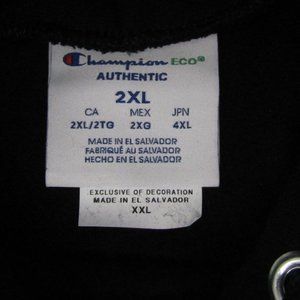 Champion ECO®
AUTHENTIC
2XL
CA MEX JPN
2XL/2TG 2XG 4XL
MADE IN EL SALVADOR
FABRIQUÉ AU SALVADOR
HECHO EN EL SALVADOR
EXCLUSIVE OF DECORATION
MADE IN EL SALVADOR
XXL